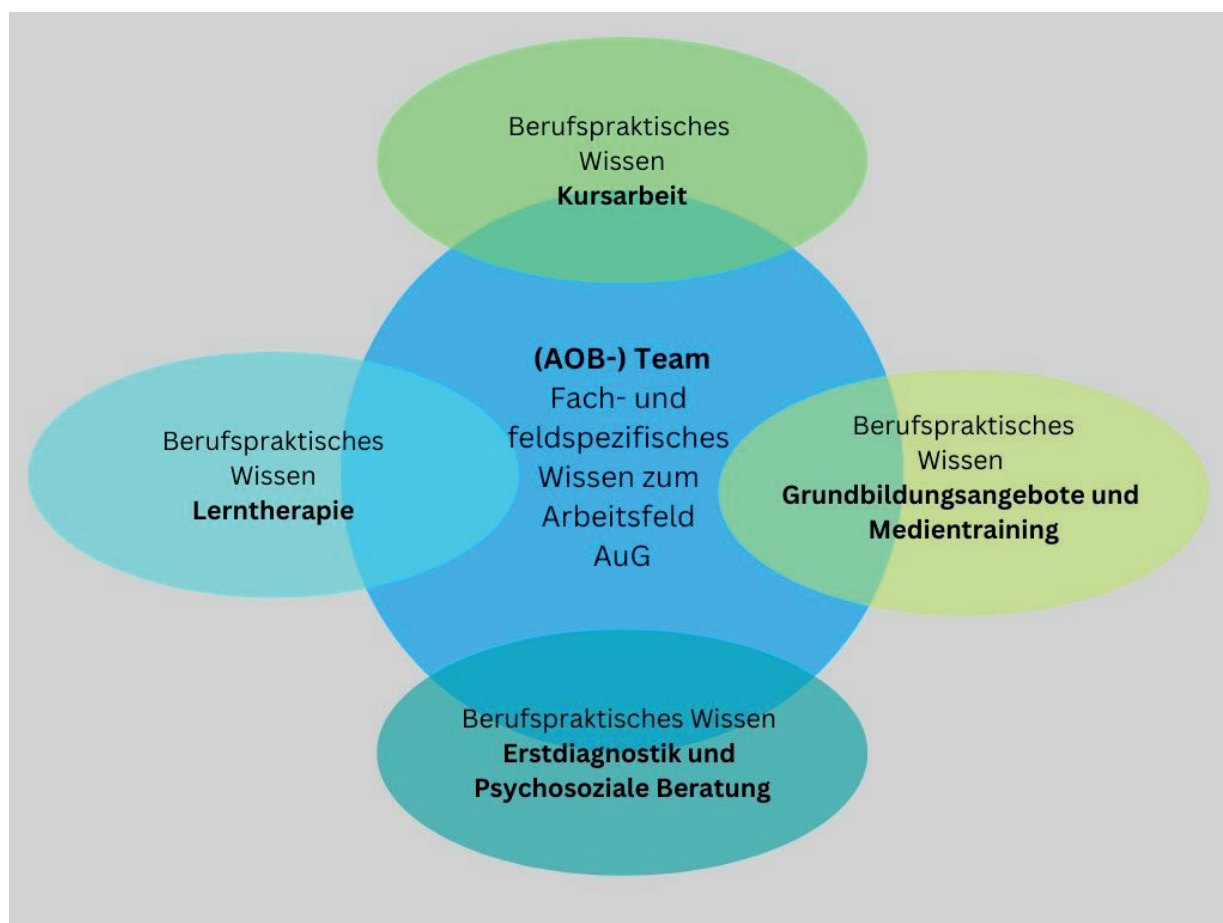 Berufspraktisches
Wissen
Kursarbeit
(AOB-) Team
Fach- und
feldspezifisches
Wissen zum
Arbeitsfeld
AuG
Berufspraktisches
Wissen
Lerntherapie
Berufspraktisches
Wissen
Grundbildungsangebote und
Medientraining
Berufspraktisches Wissen
Erstdiagnostik und
Psychosoziale Beratung